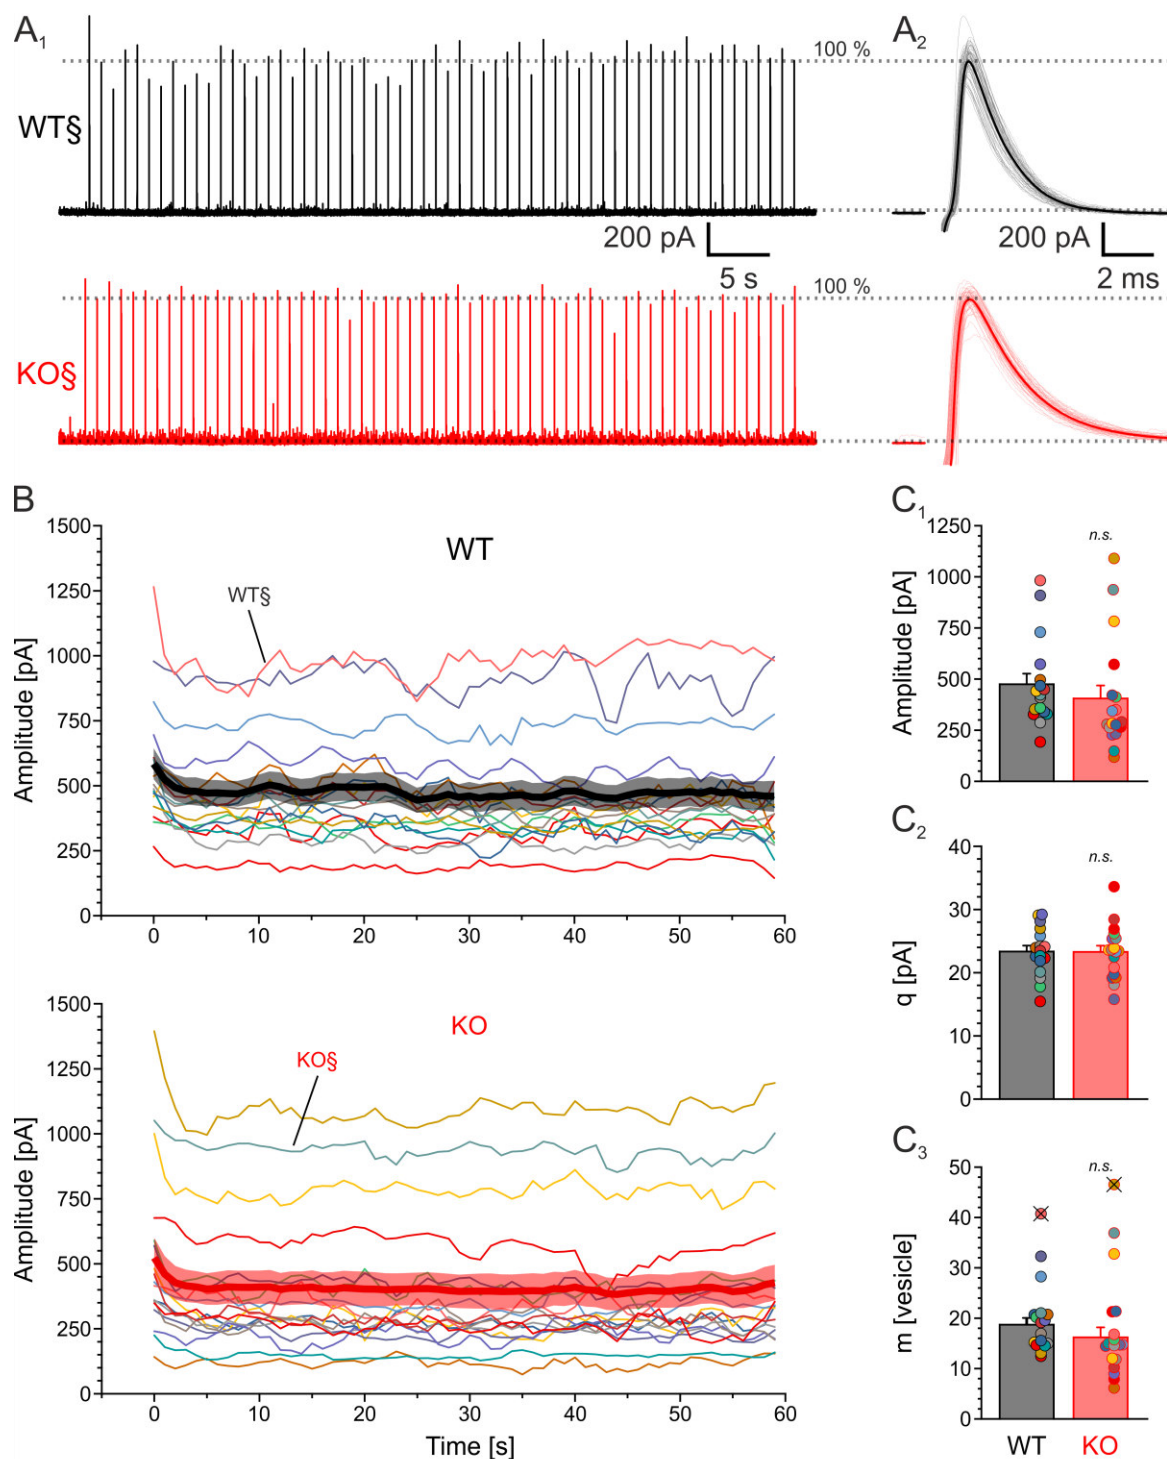 A1
A2
100 %
WT§
200 pA
5 s
200 pA
2 ms
100 %
KO§
B
C1
1500
1250
1000
750
500
250
0
Amplitude [pA]
WT
WT§
0 10 20 30 40 50 60
1250
1000
750
500
250
0
Amplitude [pA]
n.s.
C2
40
30
20
10
0
q [pA]
n.s.
1500
1250
1000
750
500
250
0
Amplitude [pA]
KO
KO§
0 10 20 30 40 50 60
Time [s]
C3
50
40
30
20
10
0
m [vesicle]
n.s.
WT KO